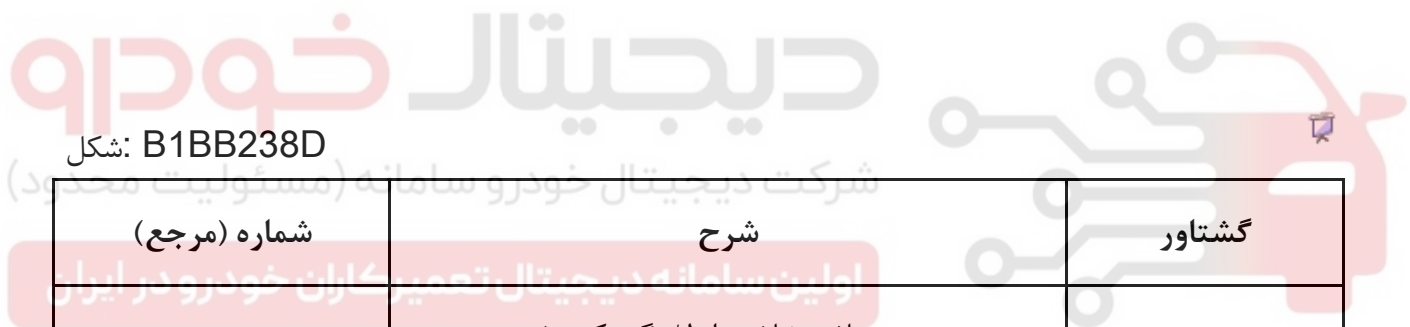 دیجیتال خودرو
شکل: B1BB238D
شرکت دیجیتال خودرو سامانه (مسئولیت محدود)
شماره (مرجع) شرح گشتاور
اولین سامانه دیجیتال تعمیرکاران خودرو در ایران